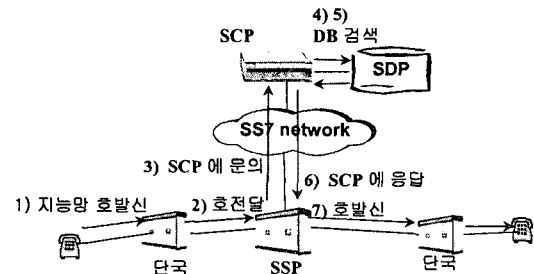 4) 5)
SCP
DB 검색
SDP
SS7 network
3) SCP 에 문의
6) SCP 에 응답
1) 지능망 호발신
2) 호전달
7) 호발신
단국
SSP
단국